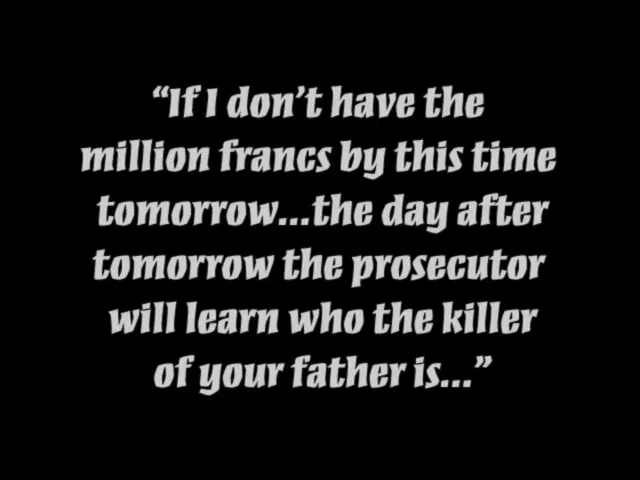 “If I don’t have the
million francs by this time
tomorrow...the day after
tomorrow the prosecutor
will learn who the killer
of your father is...”